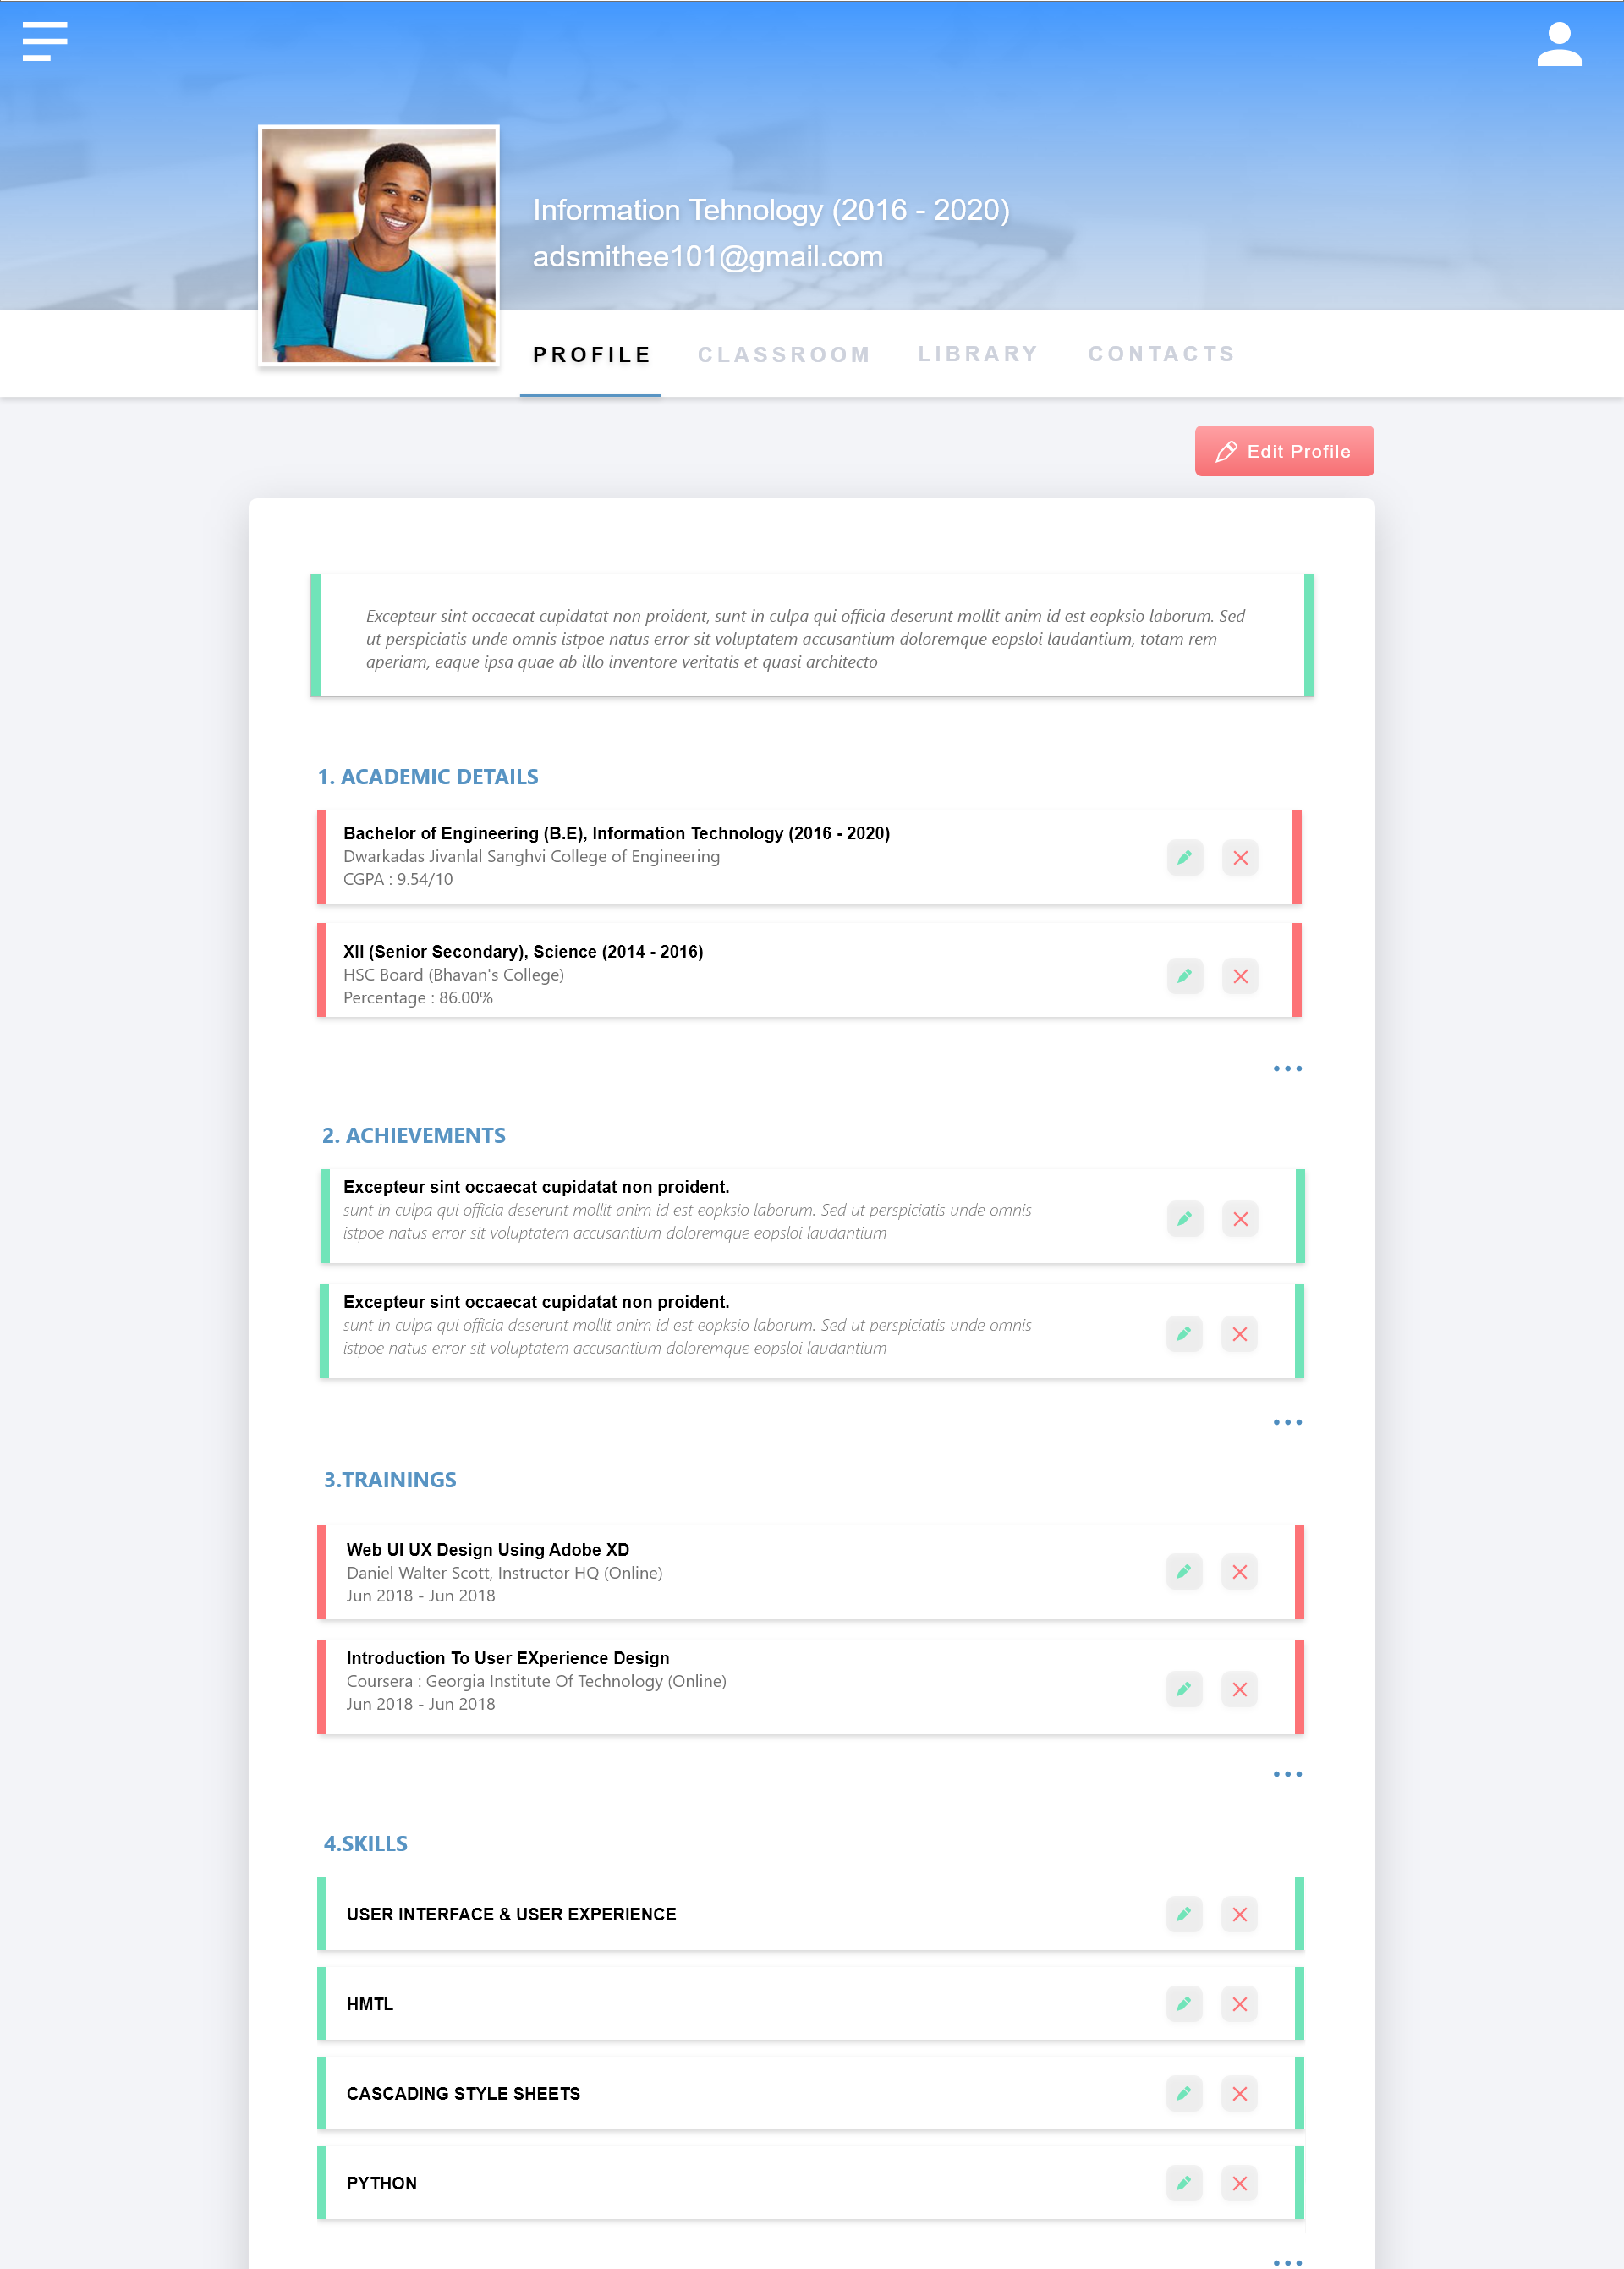 Information Tehnology (2016 - 2020)
adsmithee101@gmail.com
PROFILE CLASSROOM LIBRARY CONTACTS
Edit Profile
Excepteur sint occaecat cupidatat non proident, sunt in culpa qui officia deserunt mollit anim id est eopksio laborum. Sed
ut perspiciatis unde omnis istpoe natus error sit voluptatem accusantium doloremque eopsloi laudantium, totam rem
aperiam, eaque ipsa quae ab illo inventore veritatis et quasi architecto
1. ACADEMIC DETAILS
Bachelor of Engineering (B.E), Information Technology (2016 - 2020)
Dwarkadas Jivanlal Sanghvi College of Engineering
CGPA : 9.54/10
XII (Senior Secondary), Science (2014 - 2016)
HSC Board (Bhavan's College)
Percentage : 86.00%
2. ACHIEVEMENTS
Excepteur sint occaecat cupidatat non proident.
sunt in culpa qui officia deserunt mollit anim id est eopksio laborum. Sed ut perspiciatis unde omnis
istpoe natus error sit voluptatem accusantium doloremque eopsloi laudantium
Excepteur sint occaecat cupidatat non proident.
sunt in culpa qui officia deserunt mollit anim id est eopksio laborum. Sed ut perspiciatis unde omnis
istpoe natus error sit voluptatem accusantium doloremque eopsloi laudantium
3.TRAININGS
Web UI UX Design Using Adobe XD
Daniel Walter Scott, Instructor HQ (Online)
Jun 2018 - Jun 2018
Introduction To User EXperience Design
Coursera : Georgia Institute Of Technology (Online)
Jun 2018 - Jun 2018
4.SKILLS
USER INTERFACE & USER EXPERIENCE
HMTL
CASCADING STYLE SHEETS
PYTHON